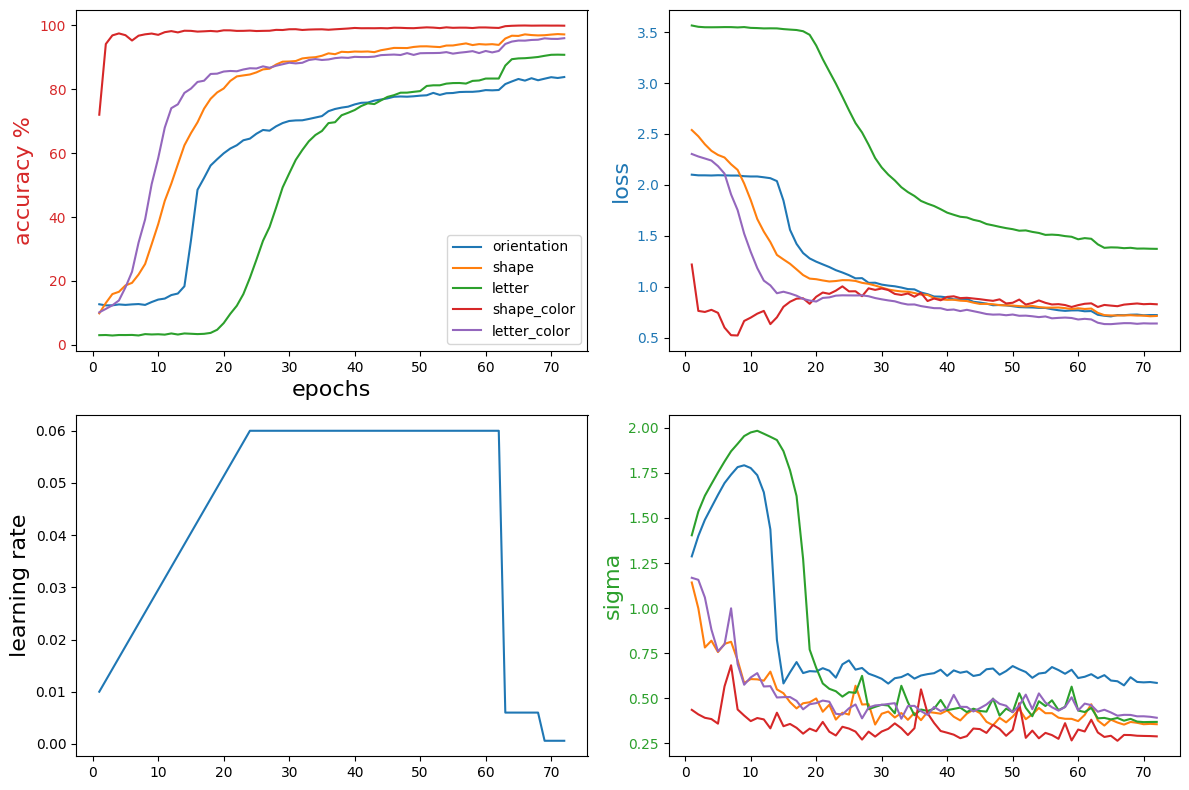 accuracy %
100
80
60
40
20
0
orientation
shape
letter
shape_color
letter_color
0 10 20 30 40 50 60 70
epochs
loss
3.5
3.0
2.5
2.0
1.5
1.0
0.5
0 10 20 30 40 50 60 70
learning rate
0.06
0.05
0.04
0.03
0.02
0.01
0.00
0 10 20 30 40 50 60 70
sigma
2.00
1.75
1.50
1.25
1.00
0.75
0.50
0.25
0 10 20 30 40 50 60 70